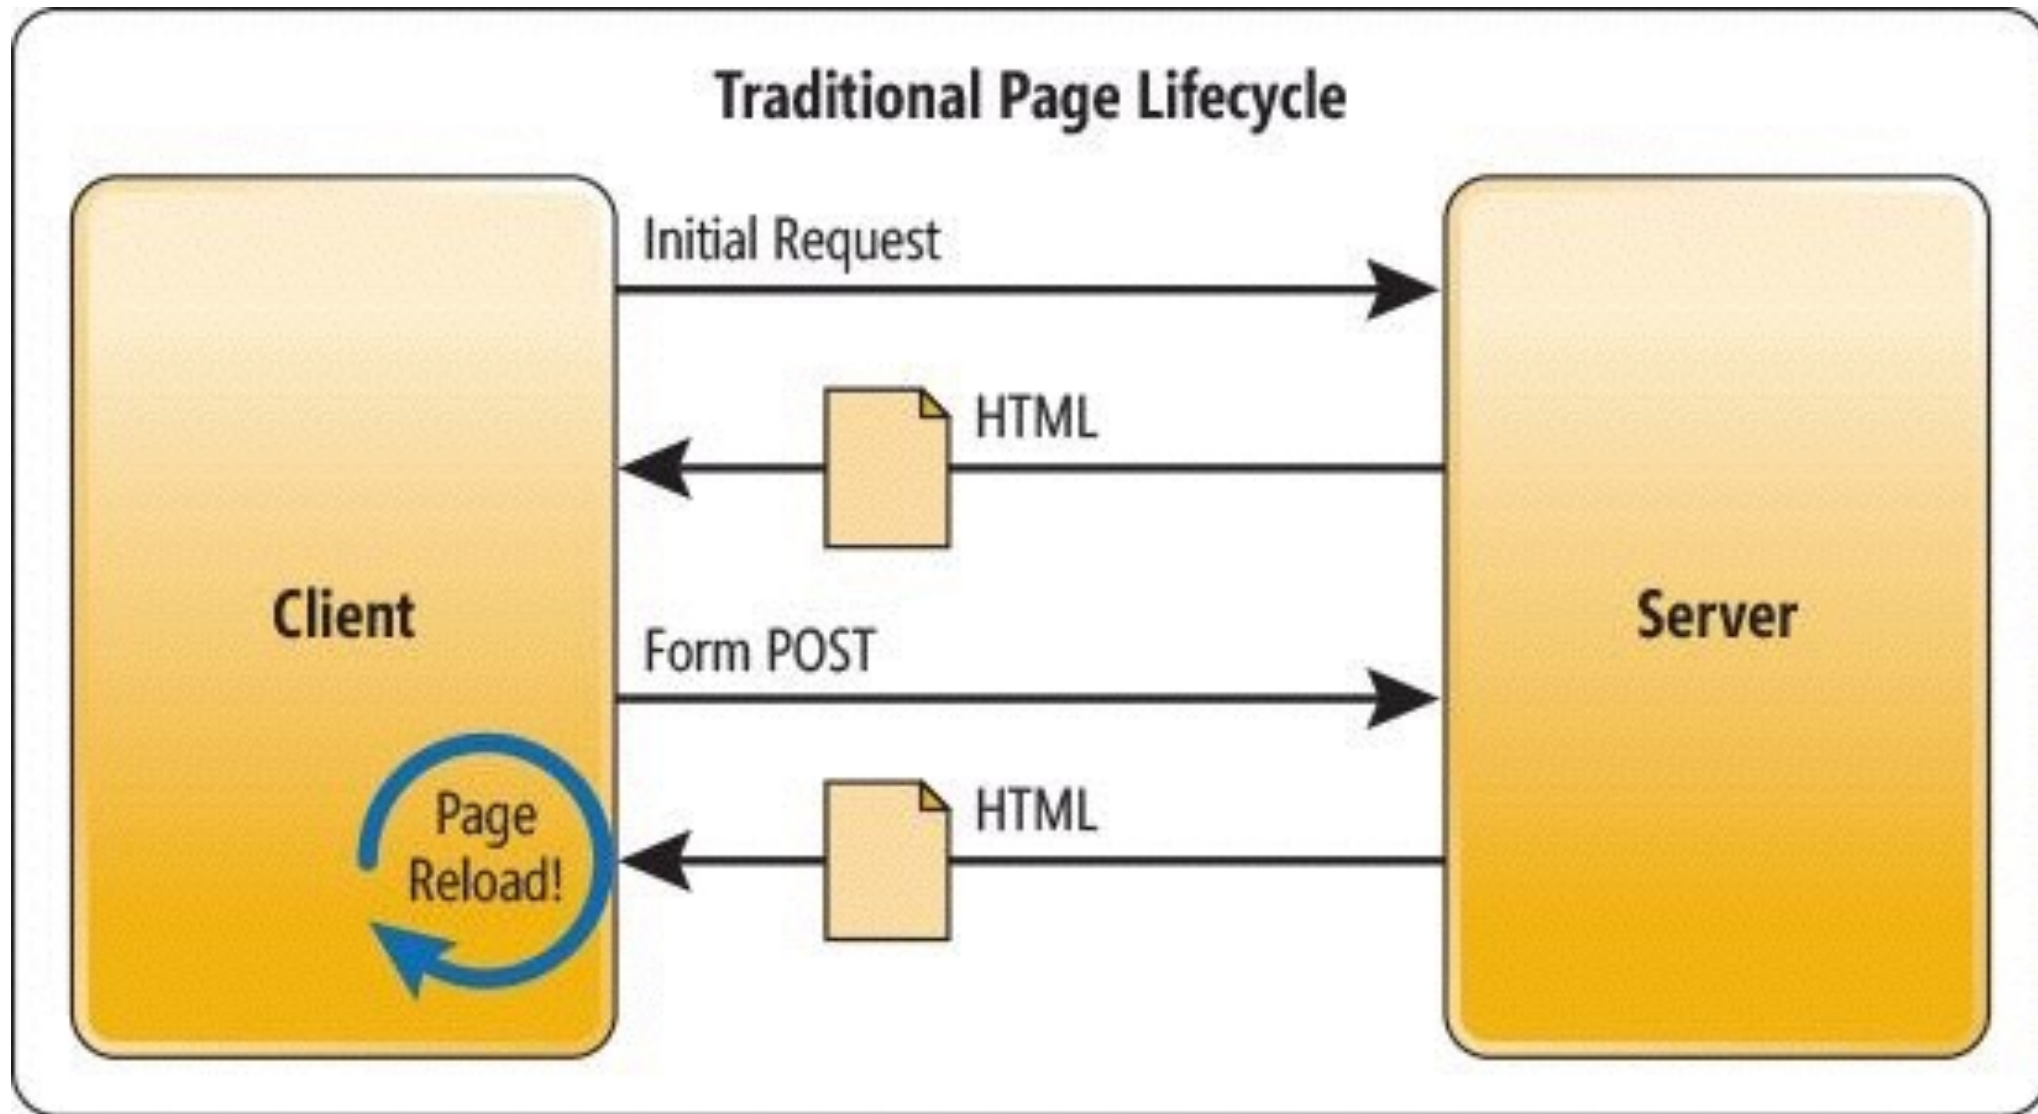 Traditional Page Lifecycle
Initial Request
HTML
Client
Server
Form POST
Page
Reload!
HTML